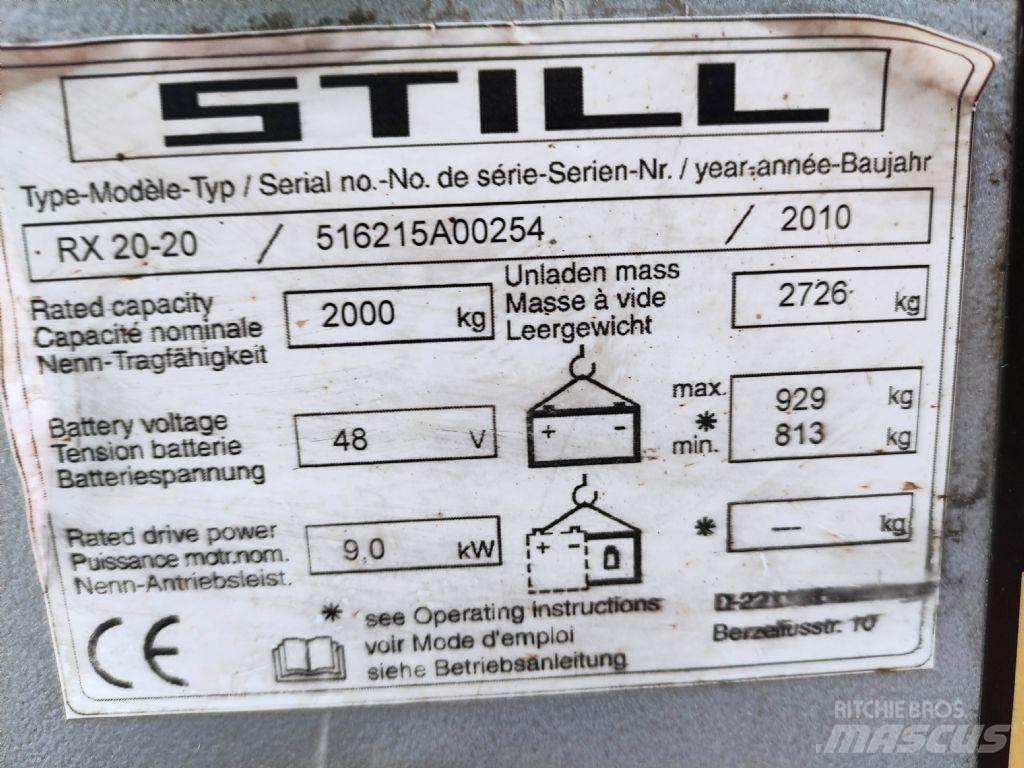 STILL
Type-Modèle-Typ / Serial no.-No. de série-Serien-Nr. / year-année-Baujahr
RX 20-20 / 516215A00254 / 2010
Rated capacity
Capacité nominale
Nenn-Tragfähigkeit
2000 kg
Unladen mass
Masse à vide
Leergewicht
2726 kg
Battery voltage
Tension batterie
Batteriespannung
48 V
+ -
max. 929 kg
*
min. 813 kg
Rated drive power
Puissance motr.nom.
Nenn-Antriebsleist.
9,0 kW
+ -
* --- kg
CE
* see Operating instructions
voir Mode d'emploi
siehe Betriebsanleitung
Berzeliusstr. 10
RITCHIE BROS.
MASCUS